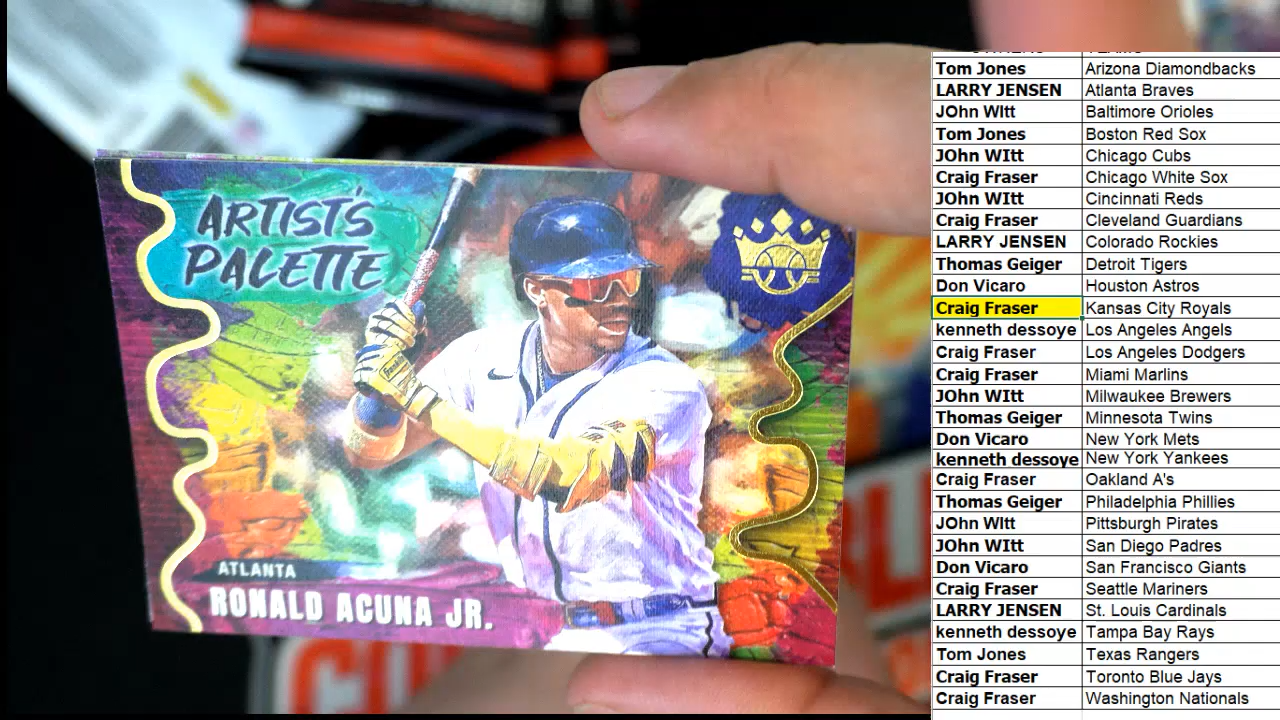 ARTIST'S
PALETTE
ATLANTA
RONALD ACUNA JR.
Tom Jones Arizona Diamondbacks
LARRY JENSEN Atlanta Braves
JOhn WItt Baltimore Orioles
Tom Jones Boston Red Sox
JOhn WItt Chicago Cubs
Craig Fraser Chicago White Sox
JOhn WItt Cincinnati Reds
Craig Fraser Cleveland Guardians
LARRY JENSEN Colorado Rockies
Thomas Geiger Detroit Tigers
Don Vicaro Houston Astros
Craig Fraser Kansas City Royals
kenneth dessoye Los Angeles Angels
Craig Fraser Los Angeles Dodgers
Craig Fraser Miami Marlins
JOhn WItt Milwaukee Brewers
Thomas Geiger Minnesota Twins
Don Vicaro New York Mets
kenneth dessoye New York Yankees
Craig Fraser Oakland A's
Thomas Geiger Philadelphia Phillies
JOhn WItt Pittsburgh Pirates
JOhn WItt San Diego Padres
Don Vicaro San Francisco Giants
Craig Fraser Seattle Mariners
LARRY JENSEN St. Louis Cardinals
kenneth dessoye Tampa Bay Rays
Tom Jones Texas Rangers
Craig Fraser Toronto Blue Jays
Craig Fraser Washington Nationals